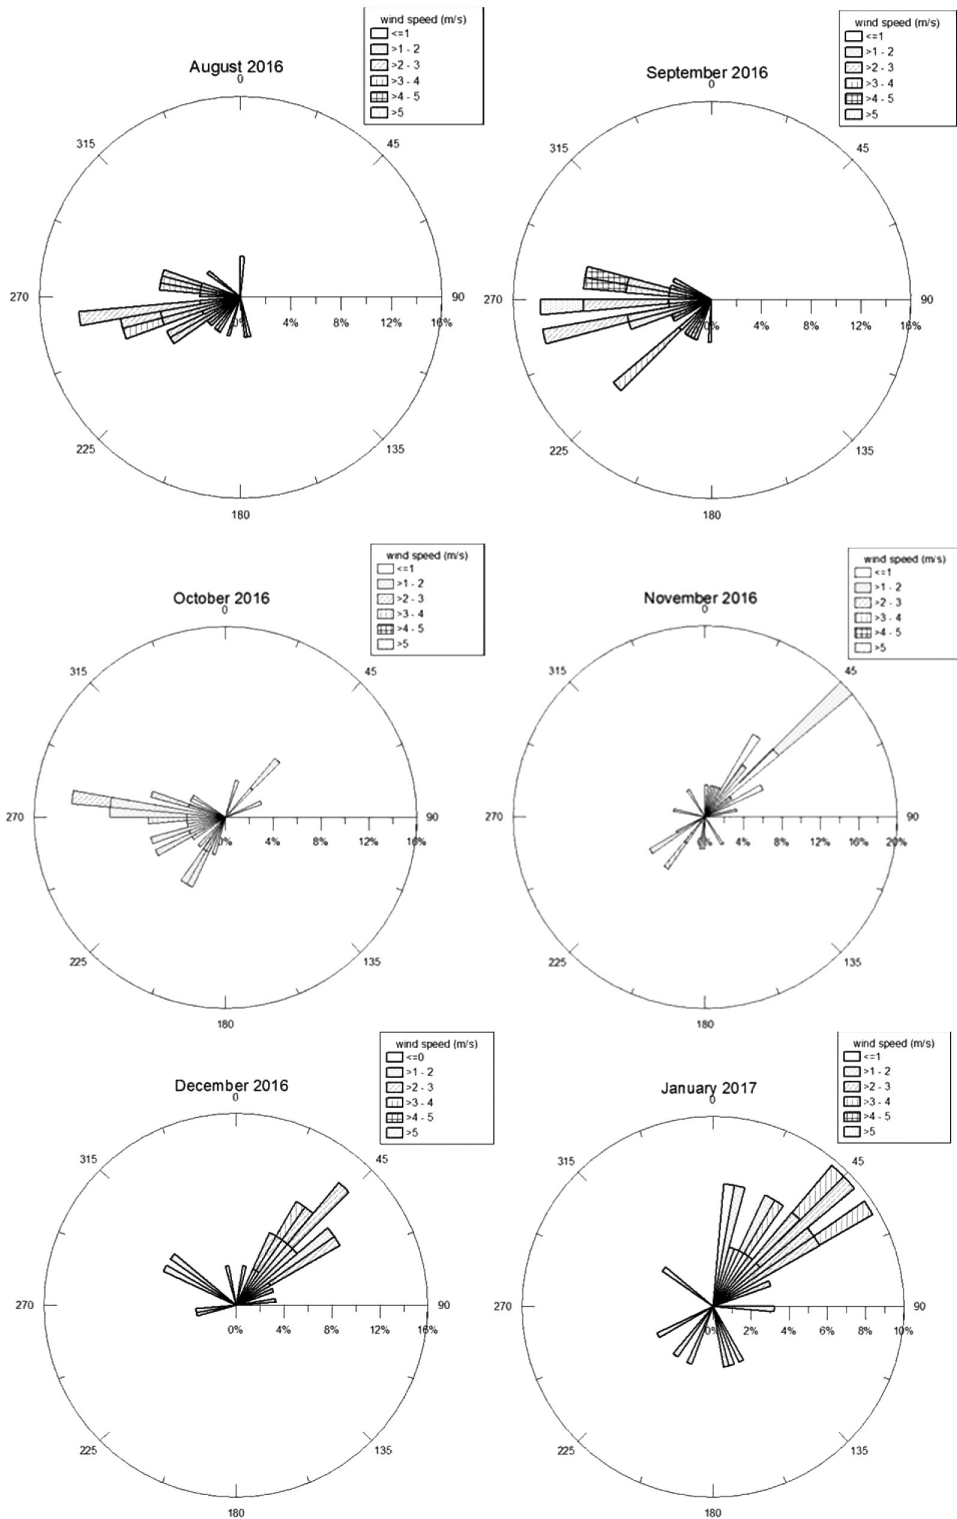 wind speed (m/s)
<=1
>1 - 2
>2 - 3
>3 - 4
>4 - 5
>5
August 2016
0
315
45
270
90
0%
4%
8%
12%
16%
225
135
180
wind speed (m/s)
<=1
>1 - 2
>2 - 3
>3 - 4
>4 - 5
>5
September 2016
0
315
45
270
90
0%
4%
8%
12%
16%
225
135
180
wind speed (m/s)
<=1
>1 - 2
>2 - 3
>3 - 4
>4 - 5
>5
October 2016
0
315
45
270
90
0%
4%
8%
12%
16%
225
135
180
wind speed (m/s)
<=1
>1 - 2
>2 - 3
>3 - 4
>4 - 5
>5
November 2016
0
315
45
270
90
0%
4%
8%
12%
16%
20%
225
135
180
wind speed (m/s)
<=0
>1 - 2
>2 - 3
>3 - 4
>4 - 5
>5
December 2016
0
315
45
270
90
0%
4%
8%
12%
16%
225
135
180
wind speed (m/s)
<=1
>1 - 2
>2 - 3
>3 - 4
>4 - 5
>5
January 2017
0
315
45
270
90
0%
2%
4%
6%
8%
10%
225
135
180